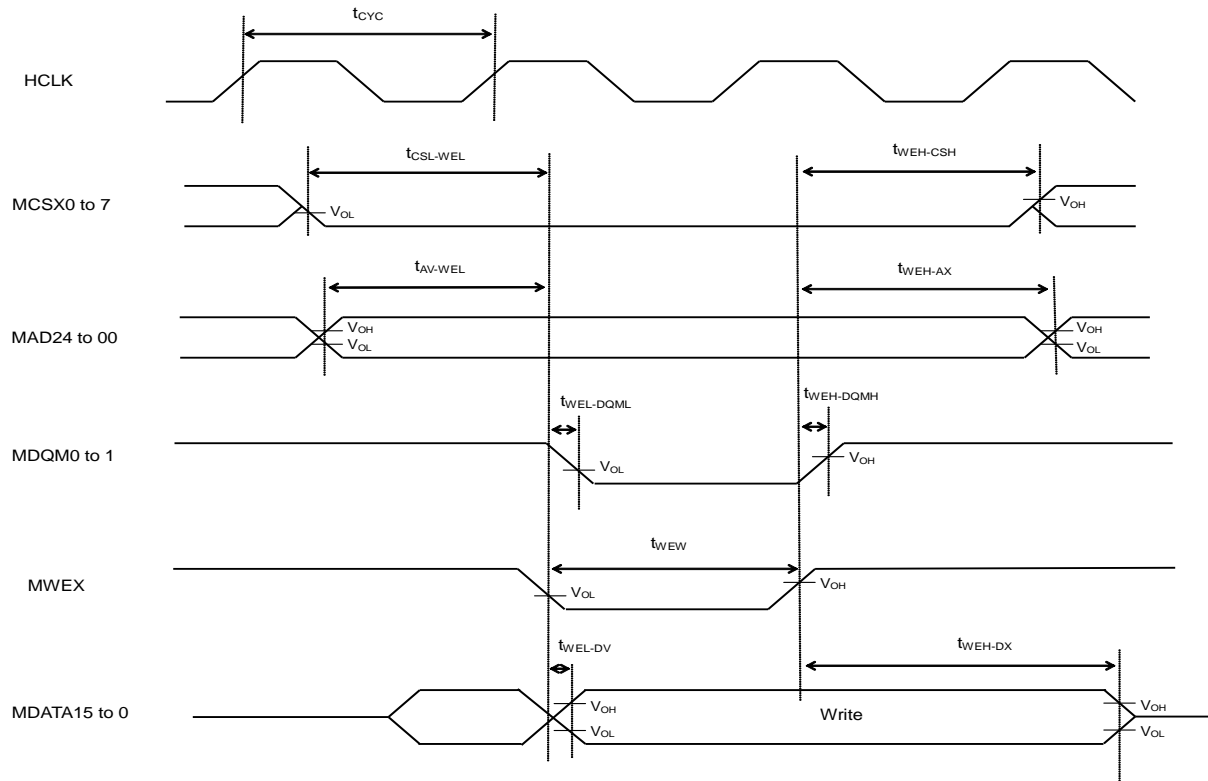 tCYC
HCLK
tCSL-WEL
tWEH-CSH
MCSX0 to 7
VOL
VOH
tAV-WEL
tWEH-AX
MAD24 to 00
VOH
VOL
VOH
VOL
tWEL-DQML
tWEH-DQMH
MDQM0 to 1
VOL
VOH
tWEW
MWEX
VOL
VOH
tWEL-DV
tWEH-DX
MDATA15 to 0
VOH
VOL
Write
VOH
VOL